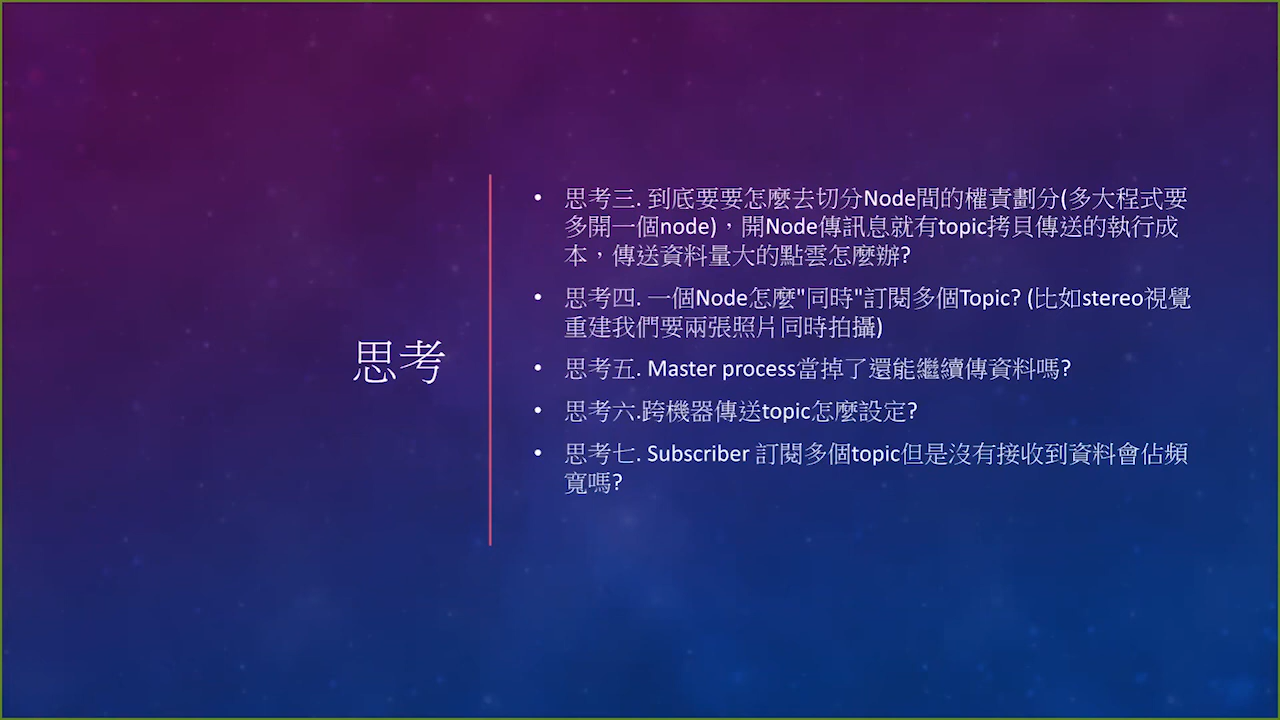 思考
• 思考三. 到底要要怎麼去切分Node間的權責劃分(多大程式要
多開一個node)，開Node傳訊息就有topic拷貝傳送的執行成
本，傳送資料量大的點雲怎麼辦?
• 思考四. 一個Node怎麼"同時"訂閱多個Topic? (比如stereo視覺
重建我們要兩張照片同時拍攝)
• 思考五. Master process當掉了還能繼續傳資料嗎?
• 思考六.跨機器傳送topic怎麼設定?
• 思考七. Subscriber 訂閱多個topic但是沒有接收到資料會佔頻
寬嗎?